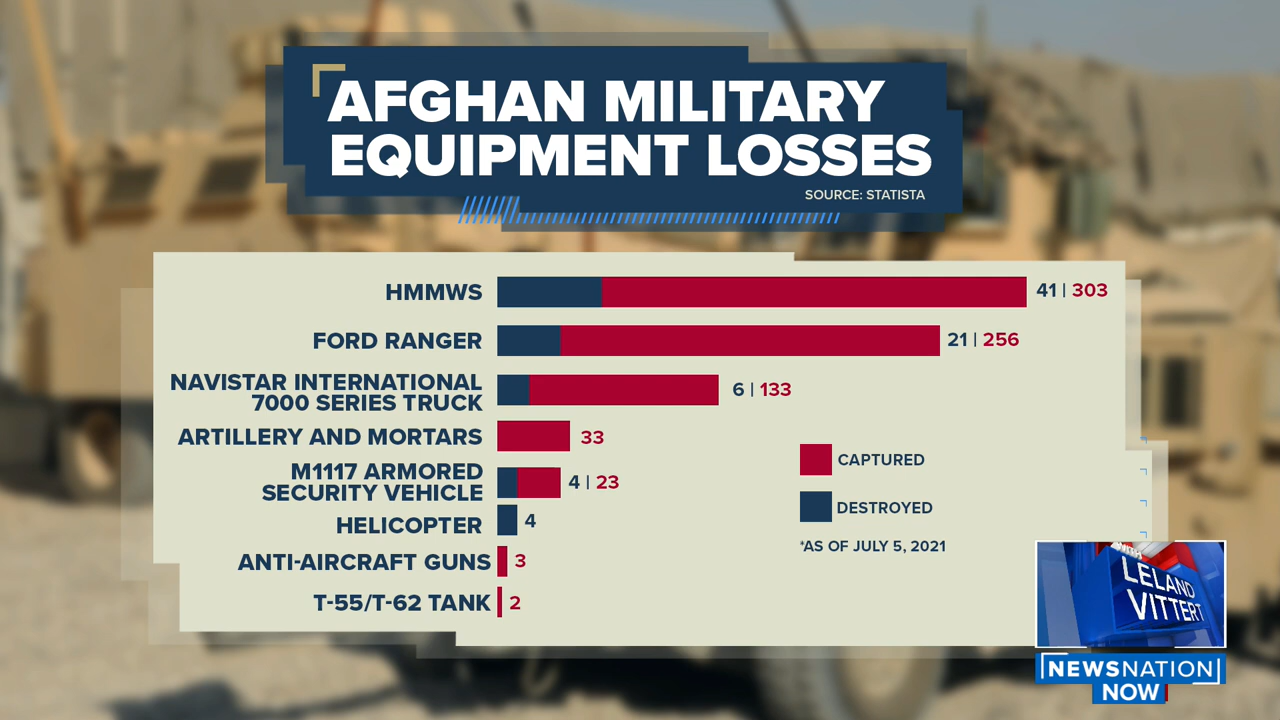 AFGHAN MILITARY
EQUIPMENT LOSSES
SOURCE: STATISTA
HMMWS 41 | 303
FORD RANGER 21 | 256
NAVISTAR INTERNATIONAL
7000 SERIES TRUCK 6 | 133
ARTILLERY AND MORTARS 33
M1117 ARMORED
SECURITY VEHICLE 4 | 23
HELICOPTER 4
ANTI-AIRCRAFT GUNS 3
T-55/T-62 TANK 2
CAPTURED
DESTROYED
*AS OF JULY 5, 2021
LELAND
VITTERT
NEWSNATION
NOW